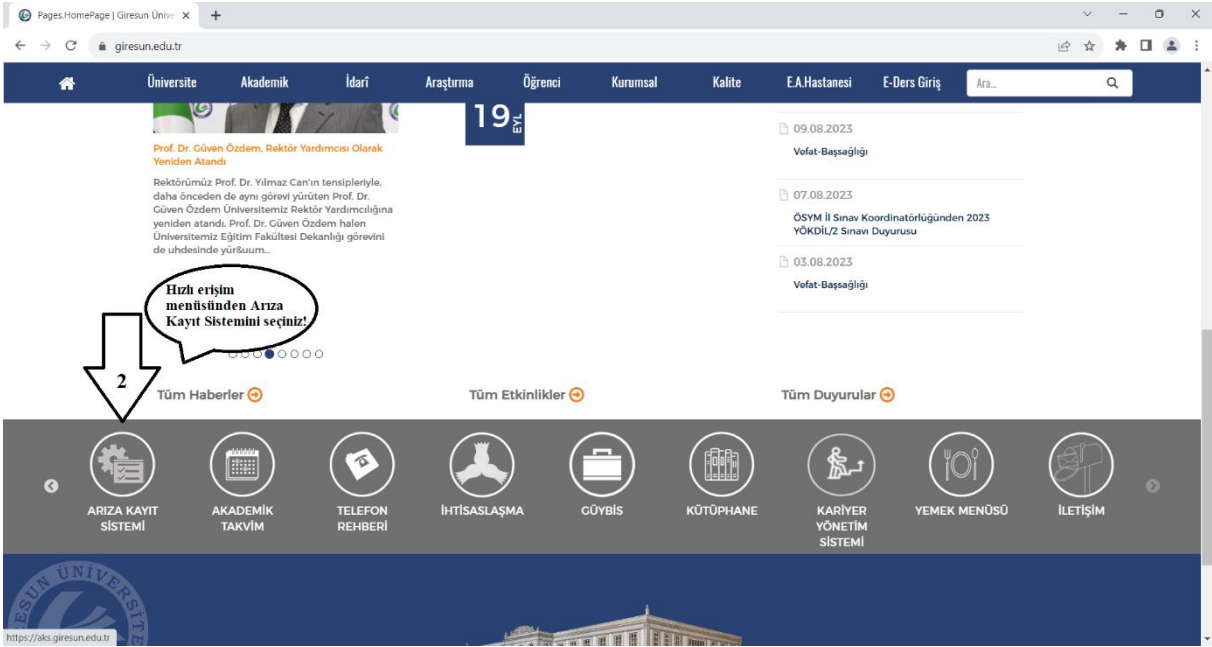 Pages.HomePage | Giresun Ünive
giresun.edu.tr
Üniversite Akademik İdarî Araştırma Öğrenci Kurumsal Kalite E.A.Hastanesi E-Ders Giriş Ara...
19 EYL
09.08.2023
Vefat-Başsağlığı
Prof. Dr. Güven Özdem, Rektör Yardımcısı Olarak
Yeniden Atandı
Rektörümüz Prof. Dr. Yılmaz Can'ın tensipleriyle,
daha önceden de aynı görevi yürüten Prof. Dr.
Güven Özdem Üniversitemiz Rektör Yardımcılığına
yeniden atandı. Prof. Dr. Güven Özdem halen
Üniversitemiz Eğitim Fakültesi Dekanlığı görevini
de uhdesinde yür&uum...
07.08.2023
ÖSYM İl Sınav Koordinatörlüğünden 2023
YÖKDİL/2 Sınavı Duyurusu
03.08.2023
Vefat-Başsağlığı
Hızlı erişim
menüsünden Arıza
Kayıt Sistemini seçiniz!
2
Tüm Haberler
Tüm Etkinlikler
Tüm Duyurular
ARIZA KAYIT
SİSTEMİ
AKADEMİK
TAKVİM
TELEFON
REHBERİ
İHTİSASLAŞMA
GÜYBİS
KÜTÜPHANE
KARİYER
YÖNETİM
SİSTEMİ
YEMEK MENÜSÜ
İLETİŞİM
https://aks.giresun.edu.tr